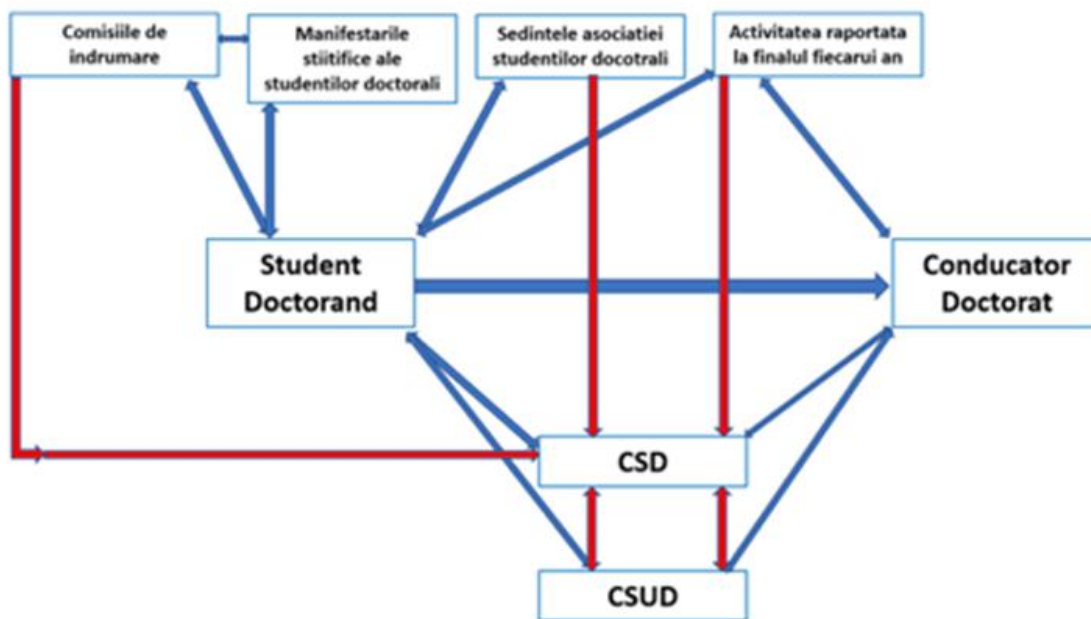 Comisiile de
indrumare
Manifestarile
stiitifice ale
studentilor doctorali
Sedintele asociatiei
studentilor docotrali
Activitatea raportata
la finalul fiecarui an
Student
Doctorand
Conducator
Doctorat
CSD
CSUD